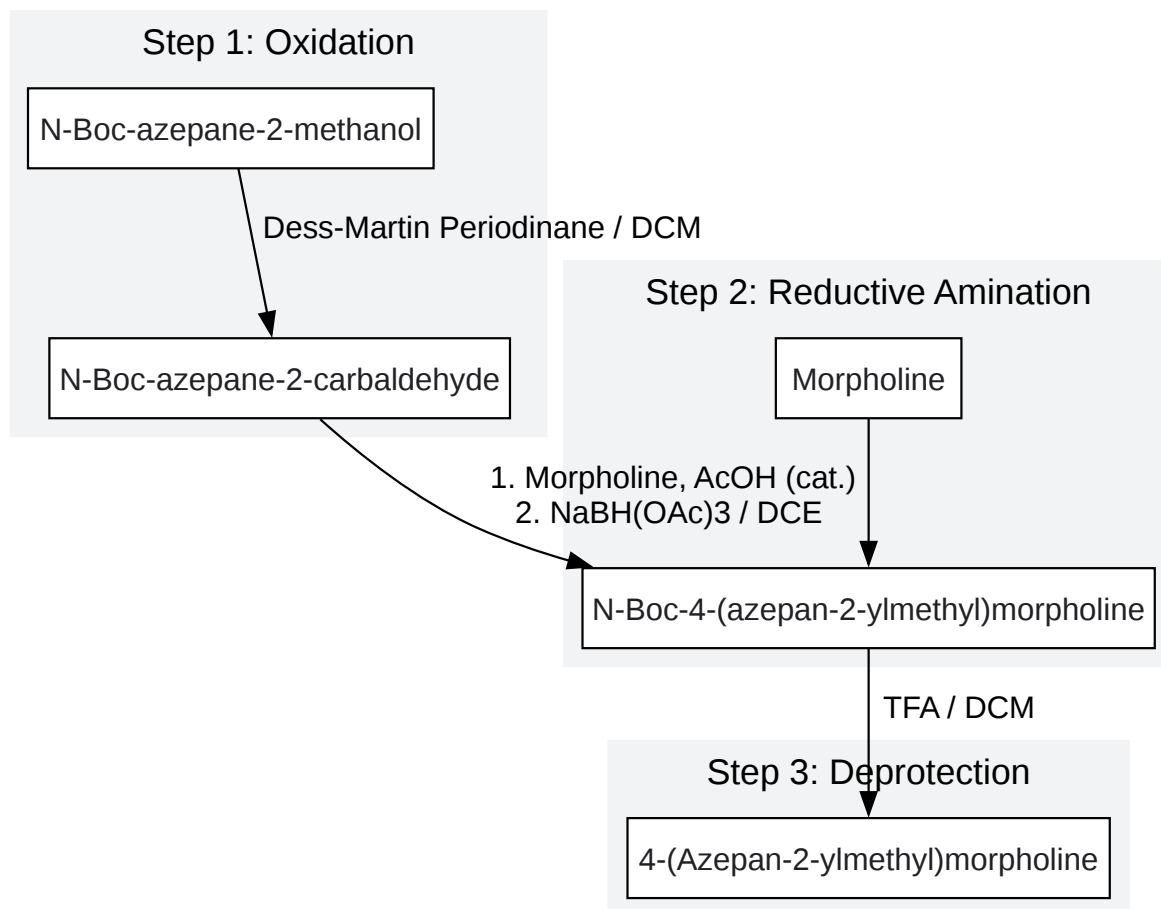 Step 1: Oxidation
N-Boc-azepane-2-methanol
Dess-Martin Periodinane / DCM
N-Boc-azepane-2-carbaldehyde
Step 2: Reductive Amination
Morpholine
1. Morpholine, AcOH (cat.)
2. NaBH(OAc)3 / DCE
N-Boc-4-(azepan-2-ylmethyl)morpholine
TFA / DCM
Step 3: Deprotection
4-(Azepan-2-ylmethyl)morpholine